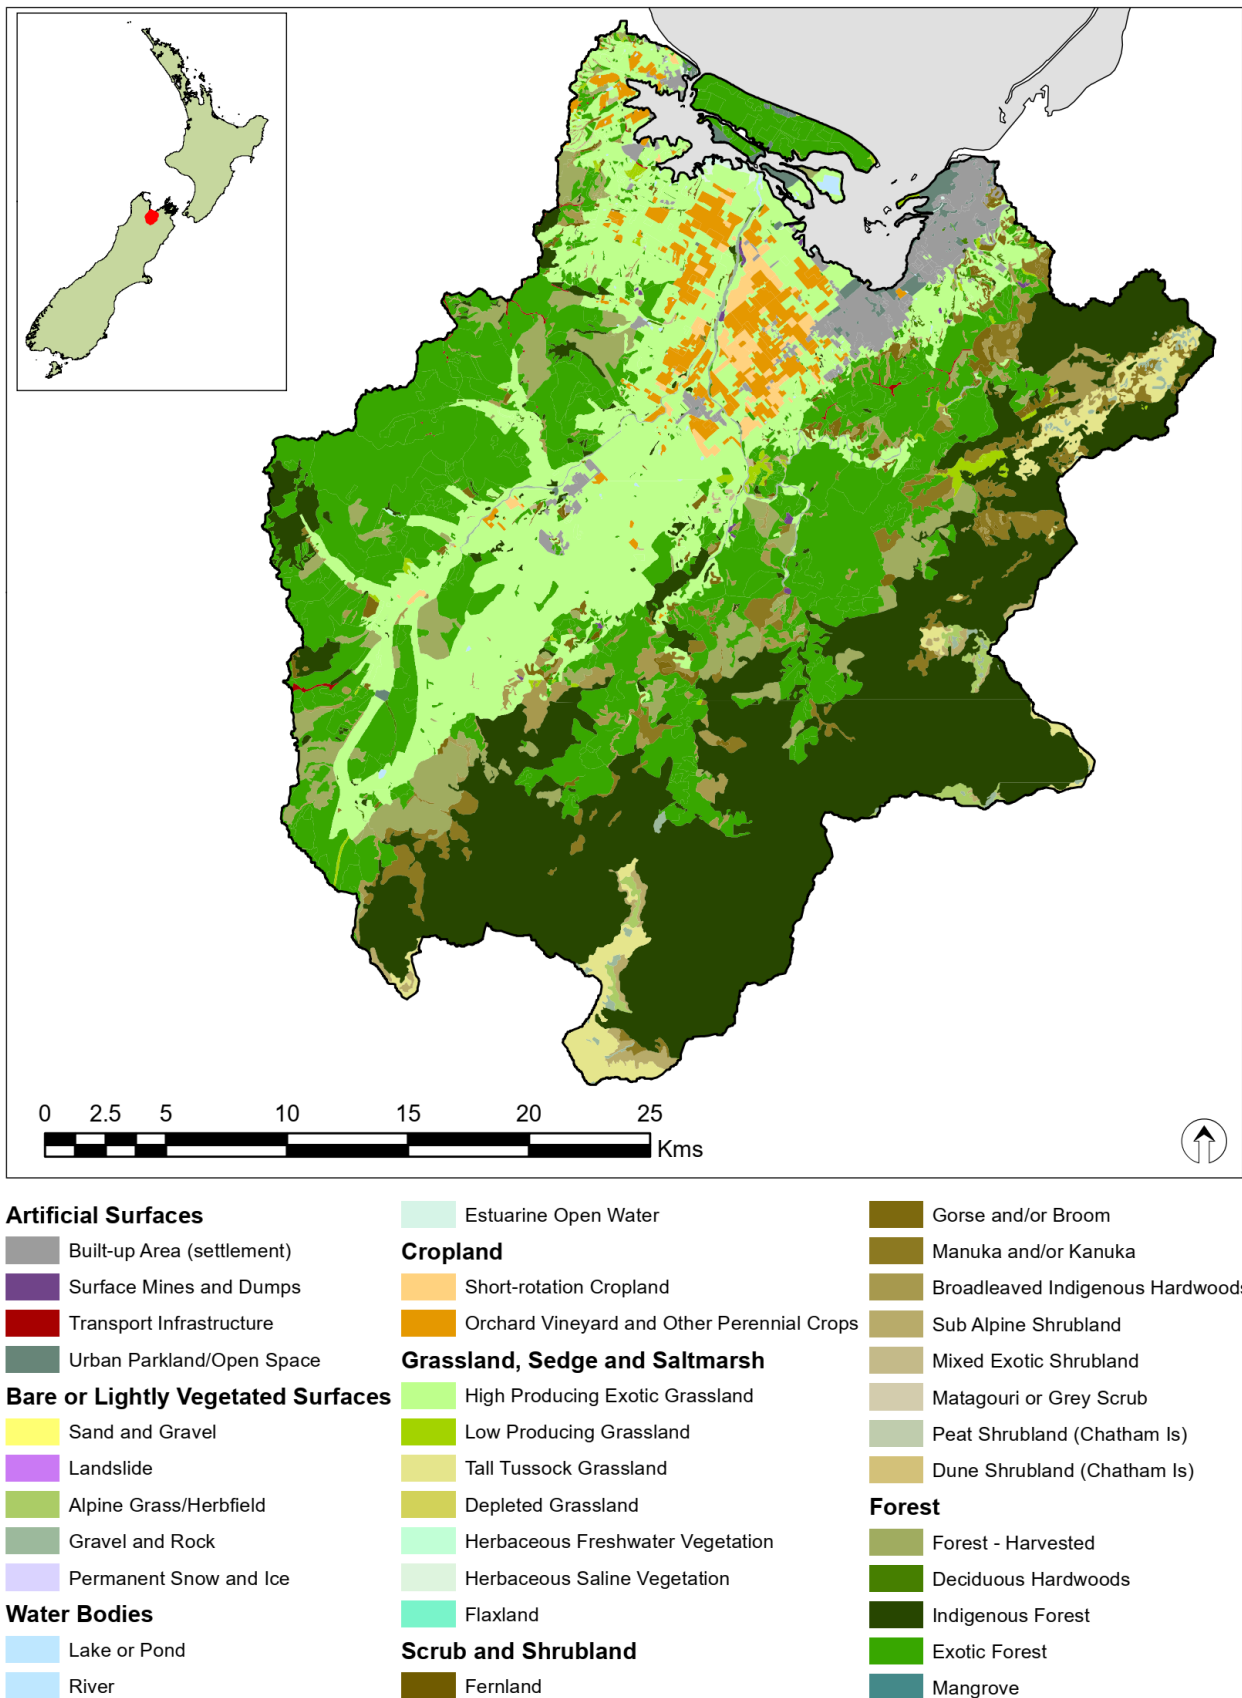 0 2.5 5 10 15 20 25
Kms
Artificial Surfaces
Built-up Area (settlement)
Surface Mines and Dumps
Transport Infrastructure
Urban Parkland/Open Space
Bare or Lightly Vegetated Surfaces
Sand and Gravel
Landslide
Alpine Grass/Herbfield
Gravel and Rock
Permanent Snow and Ice
Water Bodies
Lake or Pond
River
Estuarine Open Water
Cropland
Short-rotation Cropland
Orchard Vineyard and Other Perennial Crops
Grassland, Sedge and Saltmarsh
High Producing Exotic Grassland
Low Producing Grassland
Tall Tussock Grassland
Depleted Grassland
Herbaceous Freshwater Vegetation
Herbaceous Saline Vegetation
Flaxland
Scrub and Shrubland
Fernland
Gorse and/or Broom
Manuka and/or Kanuka
Broadleaved Indigenous Hardwoods
Sub Alpine Shrubland
Mixed Exotic Shrubland
Matagouri or Grey Scrub
Peat Shrubland (Chatham Is)
Dune Shrubland (Chatham Is)
Forest
Forest - Harvested
Deciduous Hardwoods
Indigenous Forest
Exotic Forest
Mangrove